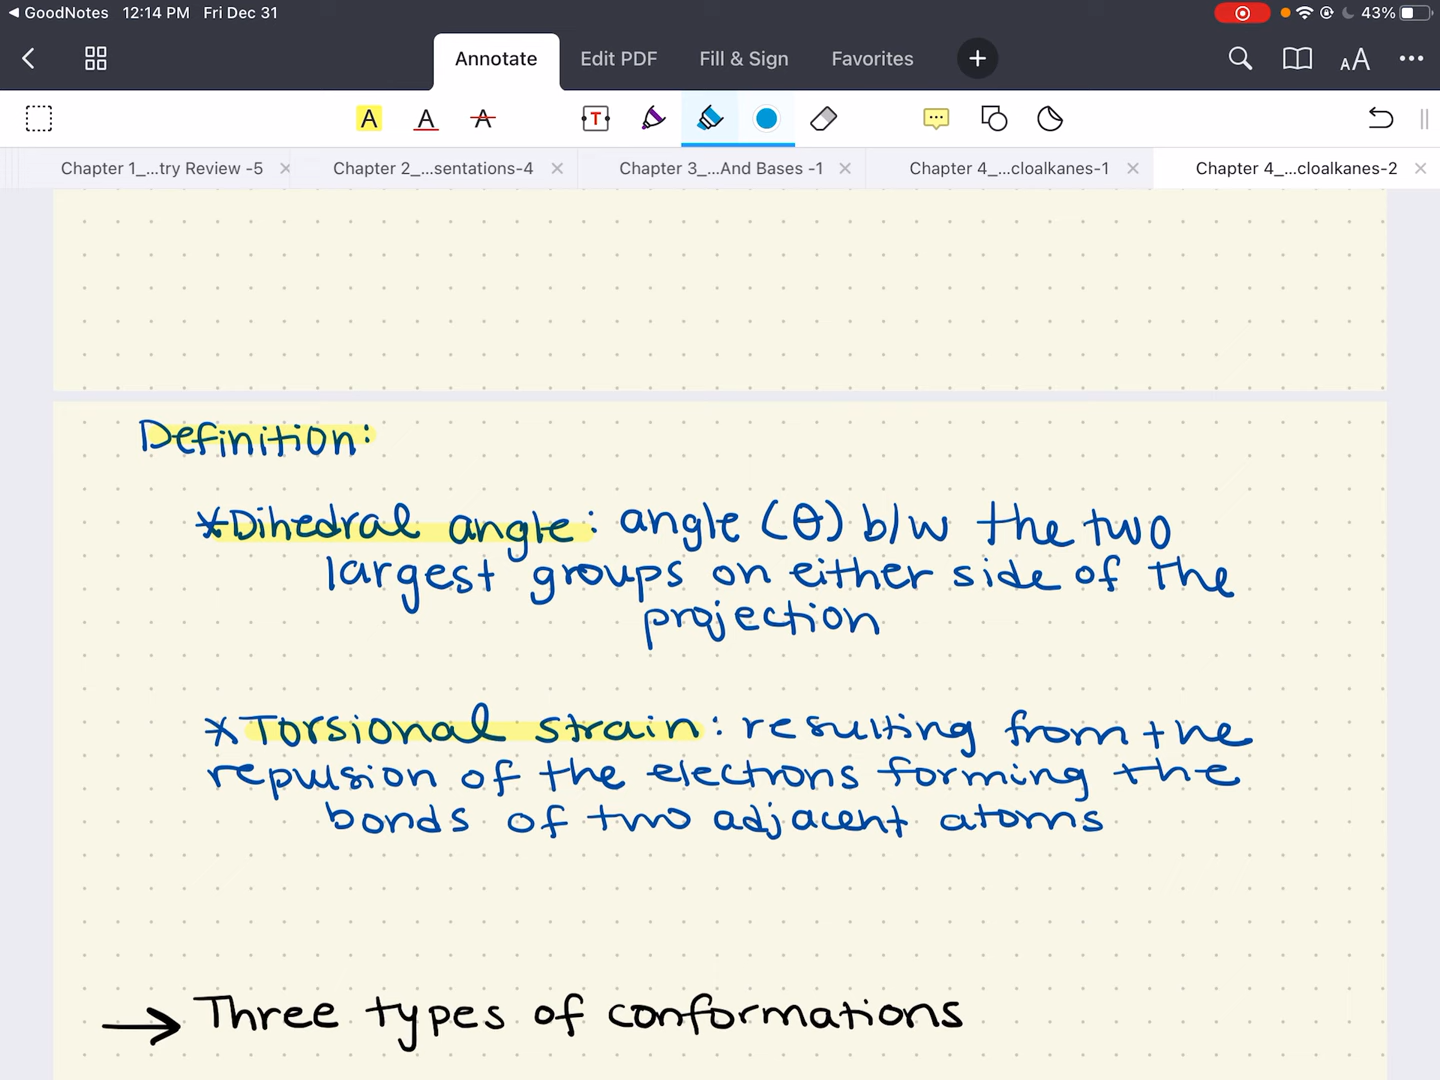 GoodNotes 12:14 PM Fri Dec 31 43%
Annotate Edit PDF Fill & Sign Favorites
Chapter 1_...try Review -5 Chapter 2_...sentations-4 Chapter 3_...And Bases -1 Chapter 4_...cloalkanes-1 Chapter 4_...cloalkanes-2
Definition:
*Dihedral angle: angle (θ) b/w the two
largest groups on either side of the
projection
*Torsional strain: resulting from the
repulsion of the electrons forming the
bonds of two adjacent atoms
→ Three types of conformations